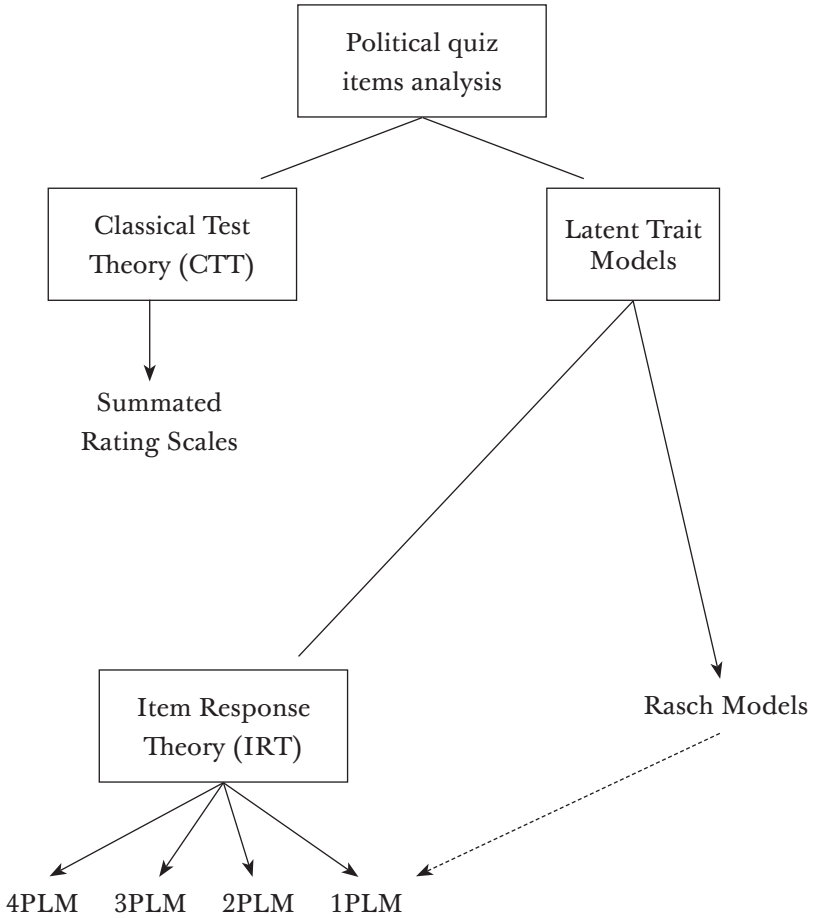 Political quiz
items analysis
Classical Test
Theory (CTT)
Latent Trait
Models
Summated
Rating Scales
Item Response
Theory (IRT)
Rasch Models
4PLM 3PLM 2PLM 1PLM